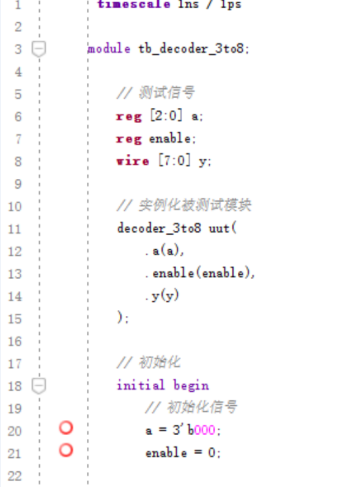 1 timescale 1ns / 1ps
2
3 module tb_decoder_3to8;
4
5 // 测试信号
6 reg [2:0] a;
7 reg enable;
8 wire [7:0] y;
9
10 // 实例化被测试模块
11 decoder_3to8 uut(
12 .a(a),
13 .enable(enable),
14 .y(y)
15 );
16
17 // 初始化
18 initial begin
19 // 初始化信号
20 a = 3'b000;
21 enable = 0;
22